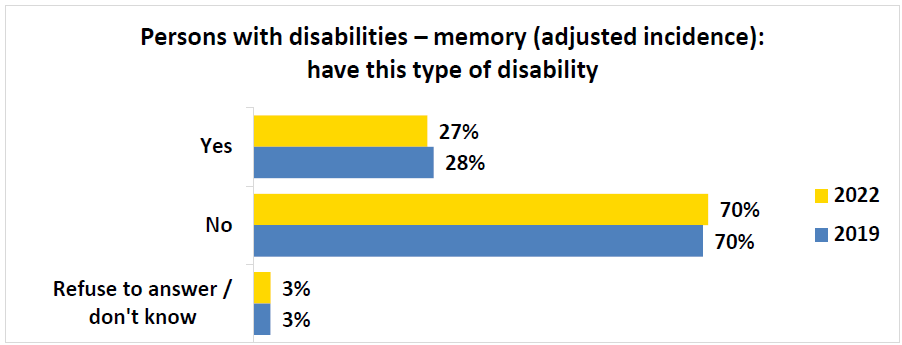 Persons with disabilities – memory (adjusted incidence):
have this type of disability
Yes
27%
28%
No
70%
70%
Refuse to answer /
don't know
3%
3%
2022
2019